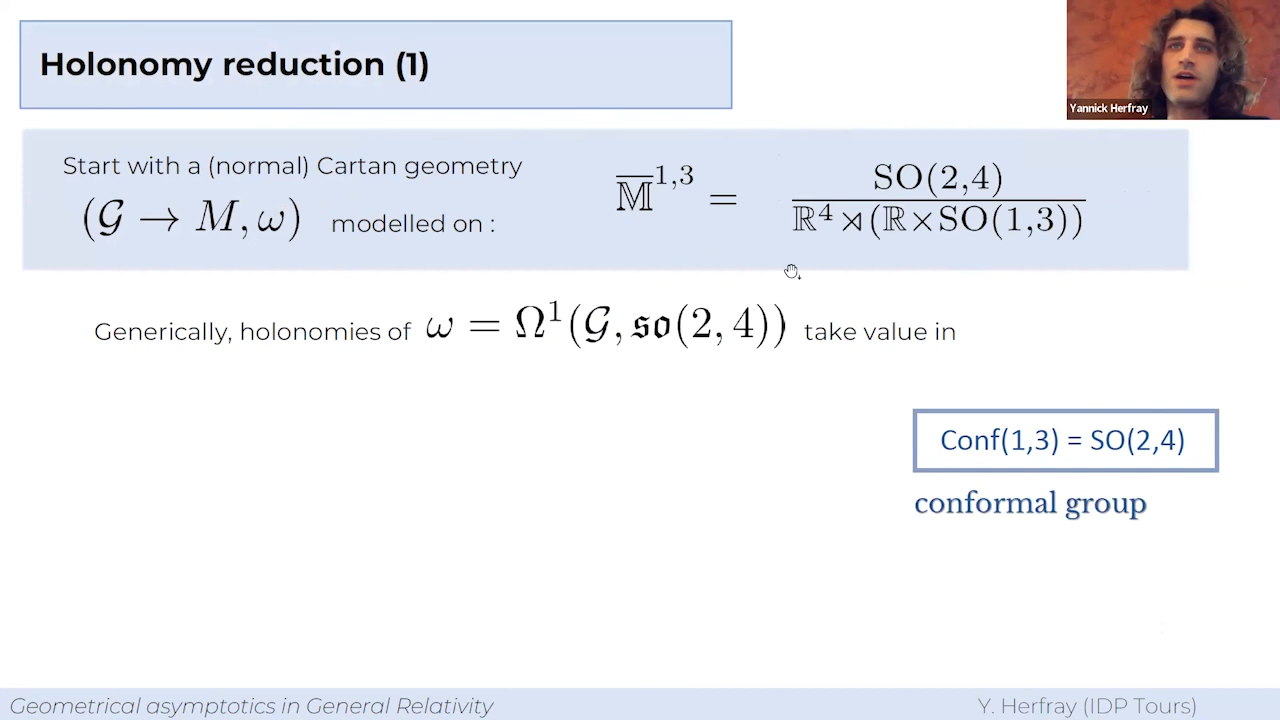 Holonomy reduction (1)
Yannick Herfray
Start with a (normal) Cartan geometry
(𝒢 → M, ω) modelled on :
𝕄̅^{1,3} = SO(2,4) / ℝ⁴⋊(ℝ×SO(1,3))
Generically, holonomies of ω = Ω¹(𝒢, 𝔰𝔬(2, 4)) take value in
Conf(1,3) = SO(2,4)
conformal group
Geometrical asymptotics in General Relativity
Y. Herfray (IDP Tours)